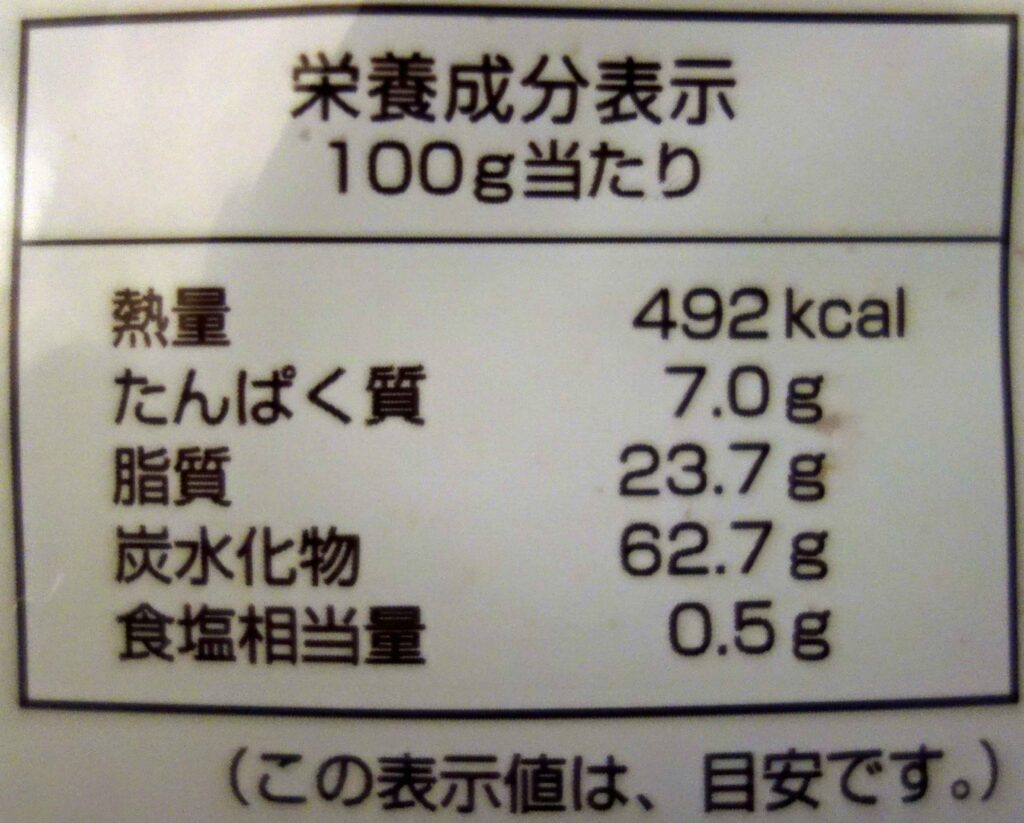 栄養成分表示
100g当たり
熱量 492kcal
たんぱく質 7.0g
脂質 23.7g
炭水化物 62.7g
食塩相当量 0.5g
(この表示値は、目安です。)